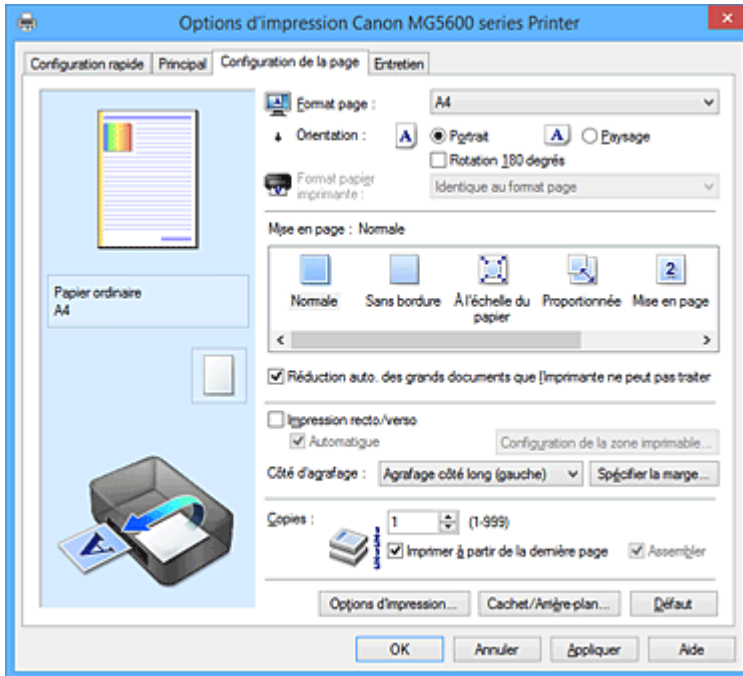 Options d'impression Canon MG5600 series Printer
Configuration rapide Principal Configuration de la page Entretien
Format page : A4
Orientation : A Portrait A Paysage
Rotation 180 degrés
Format papier imprimante : Identique au format page
Mise en page : Normale
2
Normale Sans bordure À l'échelle du papier Proportionnée Mise en page
Papier ordinaire
A4
Réduction auto. des grands documents que l'imprimante ne peut pas traiter
Impression recto/verso
Automatique Configuration de la zone imprimable...
Côté d'agrafage : Agrafage côté long (gauche) Spécifier la marge...
Copies : 1 (1-999)
Imprimer à partir de la dernière page Assembler
A
Options d'impression... Cachet/Arrière-plan... Défaut
OK Annuler Appliquer Aide